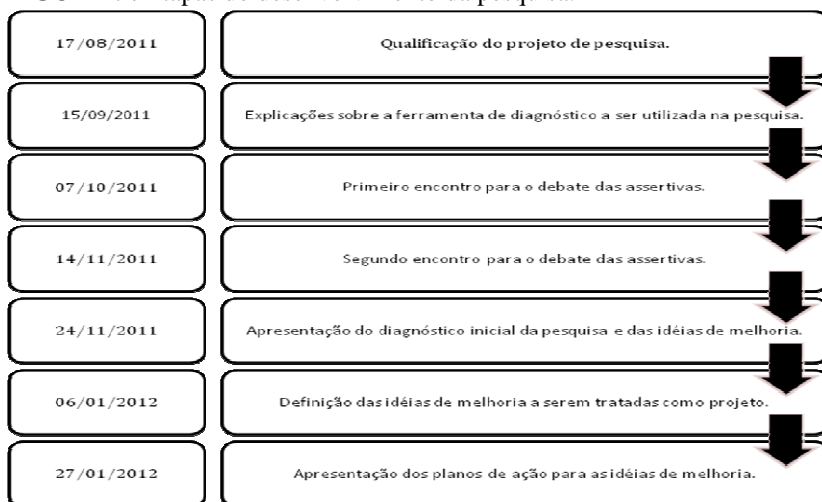 17/08/2011 Qualificação do projeto de pesquisa.
15/09/2011 Explicações sobre a ferramenta de diagnóstico a ser utilizada na pesquisa.
07/10/2011 Primeiro encontro para o debate das assertivas.
14/11/2011 Segundo encontro para o debate das assertivas.
24/11/2011 Apresentação do diagnóstico inicial da pesquisa e das idéias de melhoria.
06/01/2012 Definição das idéias de melhoria a serem tratadas como projeto.
27/01/2012 Apresentação dos planos de ação para as idéias de melhoria.